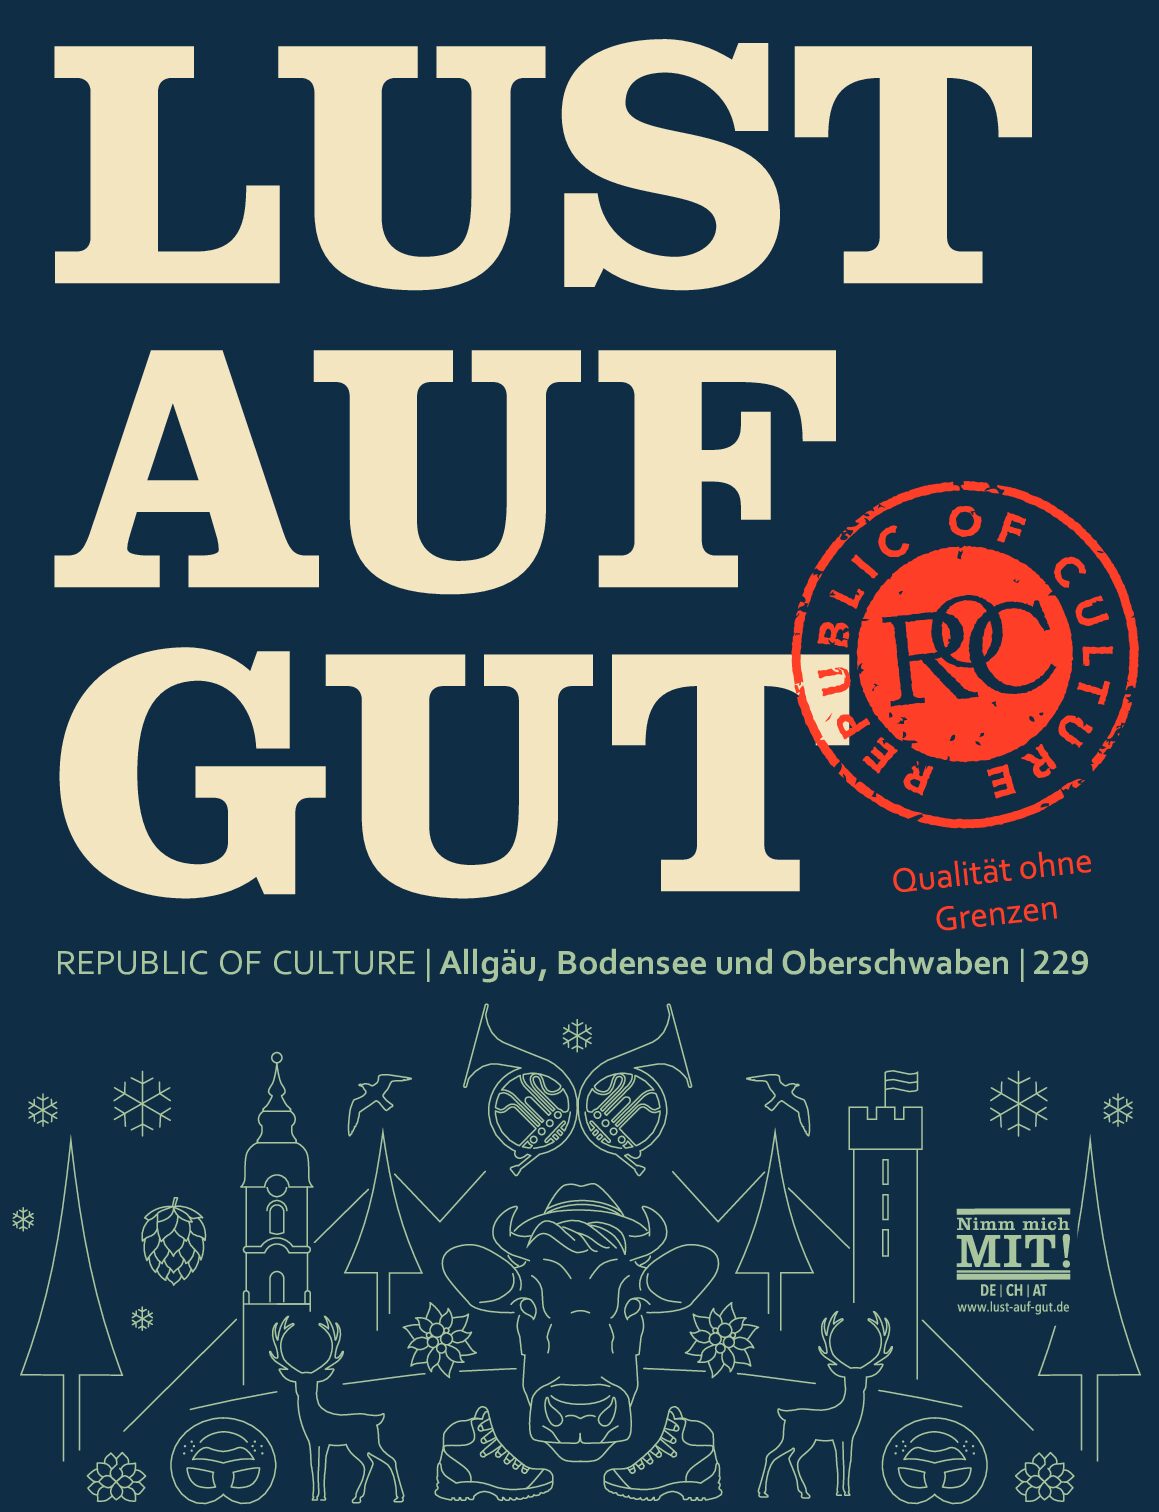 LUST
AUF
GUT
REPUBLIC OF CULTURE
ROC
Qualität ohne
Grenzen
REPUBLIC OF CULTURE | Allgäu, Bodensee und Oberschwaben | 229
Nimm mich
MIT!
DE | CH | AT
www.lust-auf-gut.de